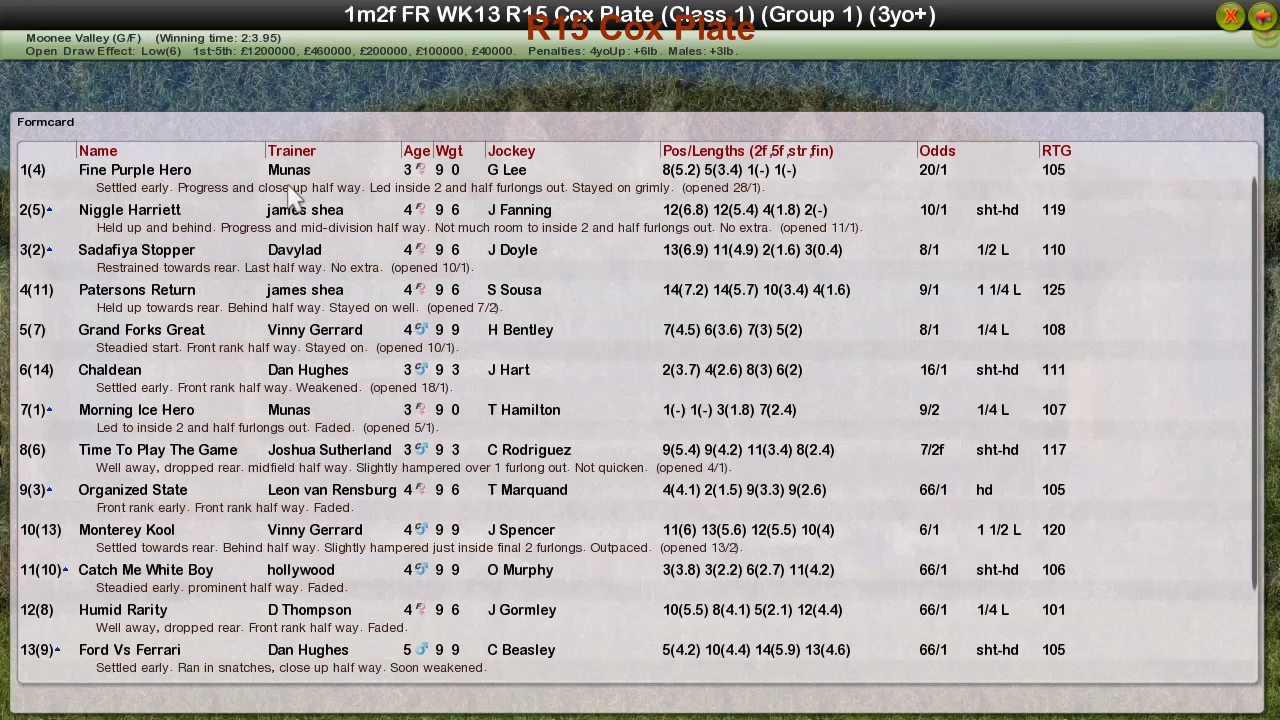 1m2f FR WK13 R15 Cox Plate (Class 1) (Group 1) (3yo+)
R15 Cox Plate
Moonee Valley (G/F) (Winning time: 2:3.95)
Open Draw Effect: Low(6) 1st-5th: £1200000, £460000, £200000, £100000, £40000. Penalties: 4yoUp: +6lb. Males: +3lb.
Formcard
Name Trainer Age Wgt Jockey Pos/Lengths (2f,5f,str,fin) Odds RTG
1(4) Fine Purple Hero Munas 3 9 0 G Lee 8(5.2) 5(3.4) 1(-) 1(-) 20/1 105
Settled early. Progress and close up half way. Led inside 2 and half furlongs out. Stayed on grimly. (opened 28/1).
2(5) Niggle Harriett james shea 4 9 6 J Fanning 12(6.8) 12(5.4) 4(1.8) 2(-) 10/1 sht-hd 119
Held up and behind. Progress and mid-division half way. Not much room to inside 2 and half furlongs out. No extra. (opened 11/1).
3(2) Sadafiya Stopper Davylad 4 9 6 J Doyle 13(6.9) 11(4.9) 2(1.6) 3(0.4) 8/1 1/2 L 110
Restrained towards rear. Last half way. No extra. (opened 10/1).
4(11) Patersons Return james shea 4 9 6 S Sousa 14(7.2) 14(5.7) 10(3.4) 4(1.6) 9/1 1 1/4 L 125
Held up towards rear. Behind half way. Stayed on well. (opened 7/2).
5(7) Grand Forks Great Vinny Gerrard 4 9 9 H Bentley 7(4.5) 6(3.6) 7(3) 5(2) 8/1 1/4 L 108
Steadied start. Front rank half way. Stayed on. (opened 10/1).
6(14) Chaldean Dan Hughes 3 9 3 J Hart 2(3.7) 4(2.6) 8(3) 6(2) 16/1 sht-hd 111
Settled early. Front rank half way. Weakened. (opened 18/1).
7(1) Morning Ice Hero Munas 3 9 0 T Hamilton 1(-) 1(-) 3(1.8) 7(2.4) 9/2 1/4 L 107
Led to inside 2 and half furlongs out. Faded. (opened 5/1).
8(6) Time To Play The Game Joshua Sutherland 3 9 3 C Rodriguez 9(5.4) 9(4.2) 11(3.4) 8(2.4) 7/2f sht-hd 117
Well away, dropped rear. midfield half way. Slightly hampered over 1 furlong out. Not quicken. (opened 4/1).
9(3) Organized State Leon van Rensburg 4 9 6 T Marquand 4(4.1) 2(1.5) 9(3.3) 9(2.6) 66/1 hd 105
Front rank early. Front rank half way. Faded.
10(13) Monterey Kool Vinny Gerrard 4 9 9 J Spencer 11(6) 13(5.6) 12(5.5) 10(4) 6/1 1 1/2 L 120
Settled towards rear. Behind half way. Slightly hampered just inside final 2 furlongs. Outpaced. (opened 13/2).
11(10) Catch Me White Boy hollywood 4 9 9 O Murphy 3(3.8) 3(2.2) 6(2.7) 11(4.2) 66/1 sht-hd 106
Steadied early. prominent half way. Faded.
12(8) Humid Rarity D Thompson 4 9 6 J Gormley 10(5.5) 8(4.1) 5(2.1) 12(4.4) 66/1 1/4 L 101
Well away, dropped rear. Front rank half way. Faded.
13(9) Ford Vs Ferrari Dan Hughes 5 9 9 C Beasley 5(4.2) 10(4.4) 14(5.9) 13(4.6) 66/1 sht-hd 105
Settled early. Ran in snatches, close up half way. Soon weakened.